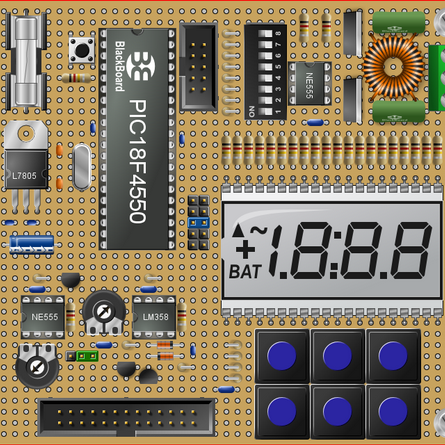 BlackBoard
PIC18F4550
ON
1 2 3 4 5 6 7 8
NE555
L7805
~
+
BAT
1.8:8.8
NE555
LM358